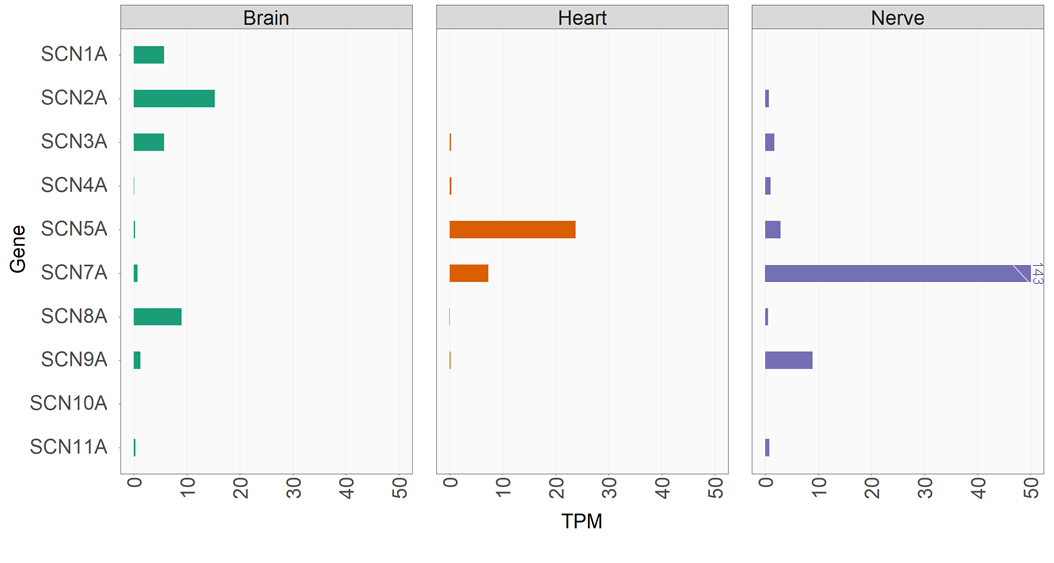 Brain
Heart
Nerve
Gene
SCN1A
SCN2A
SCN3A
SCN4A
SCN5A
SCN7A
SCN8A
SCN9A
SCN10A
SCN11A
143
0 10 20 30 40 50
0 10 20 30 40 50
0 10 20 30 40 50
TPM